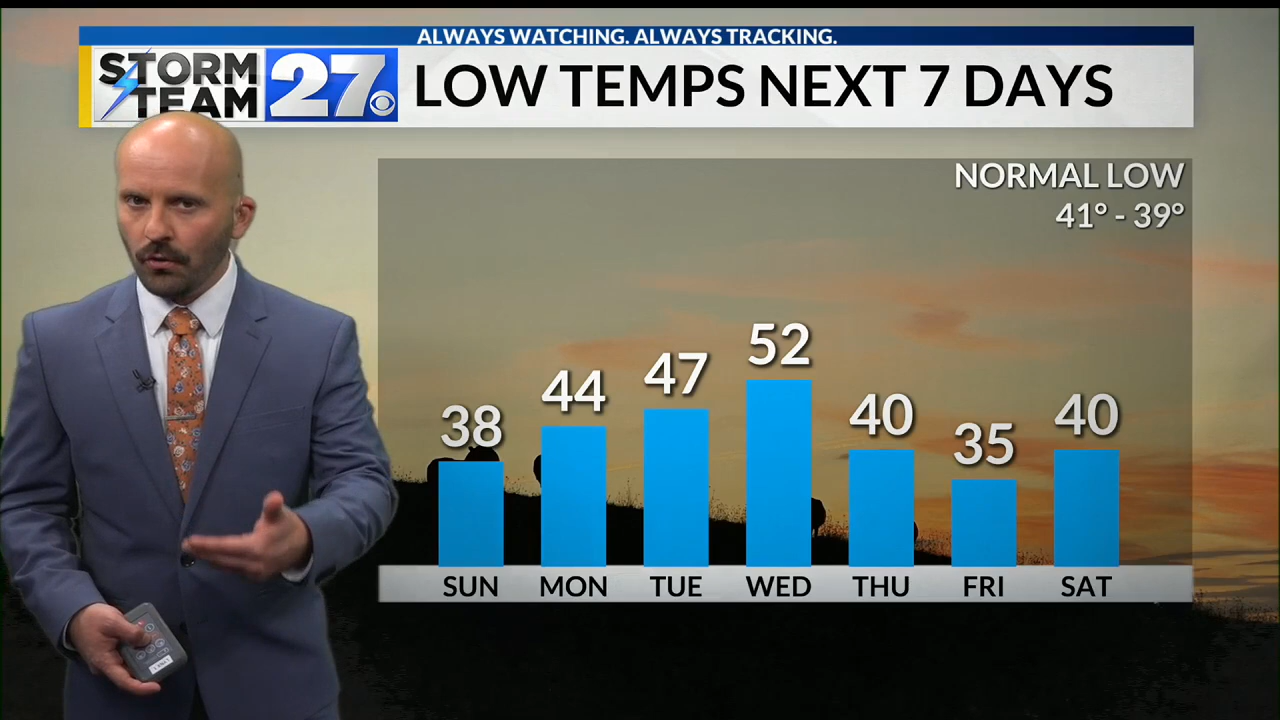 ALWAYS WATCHING. ALWAYS TRACKING.
STORM
TEAM
27
LOW TEMPS NEXT 7 DAYS
NORMAL LOW
41° - 39°
38
44
47
52
40
35
40
SUN
MON
TUE
WED
THU
FRI
SAT